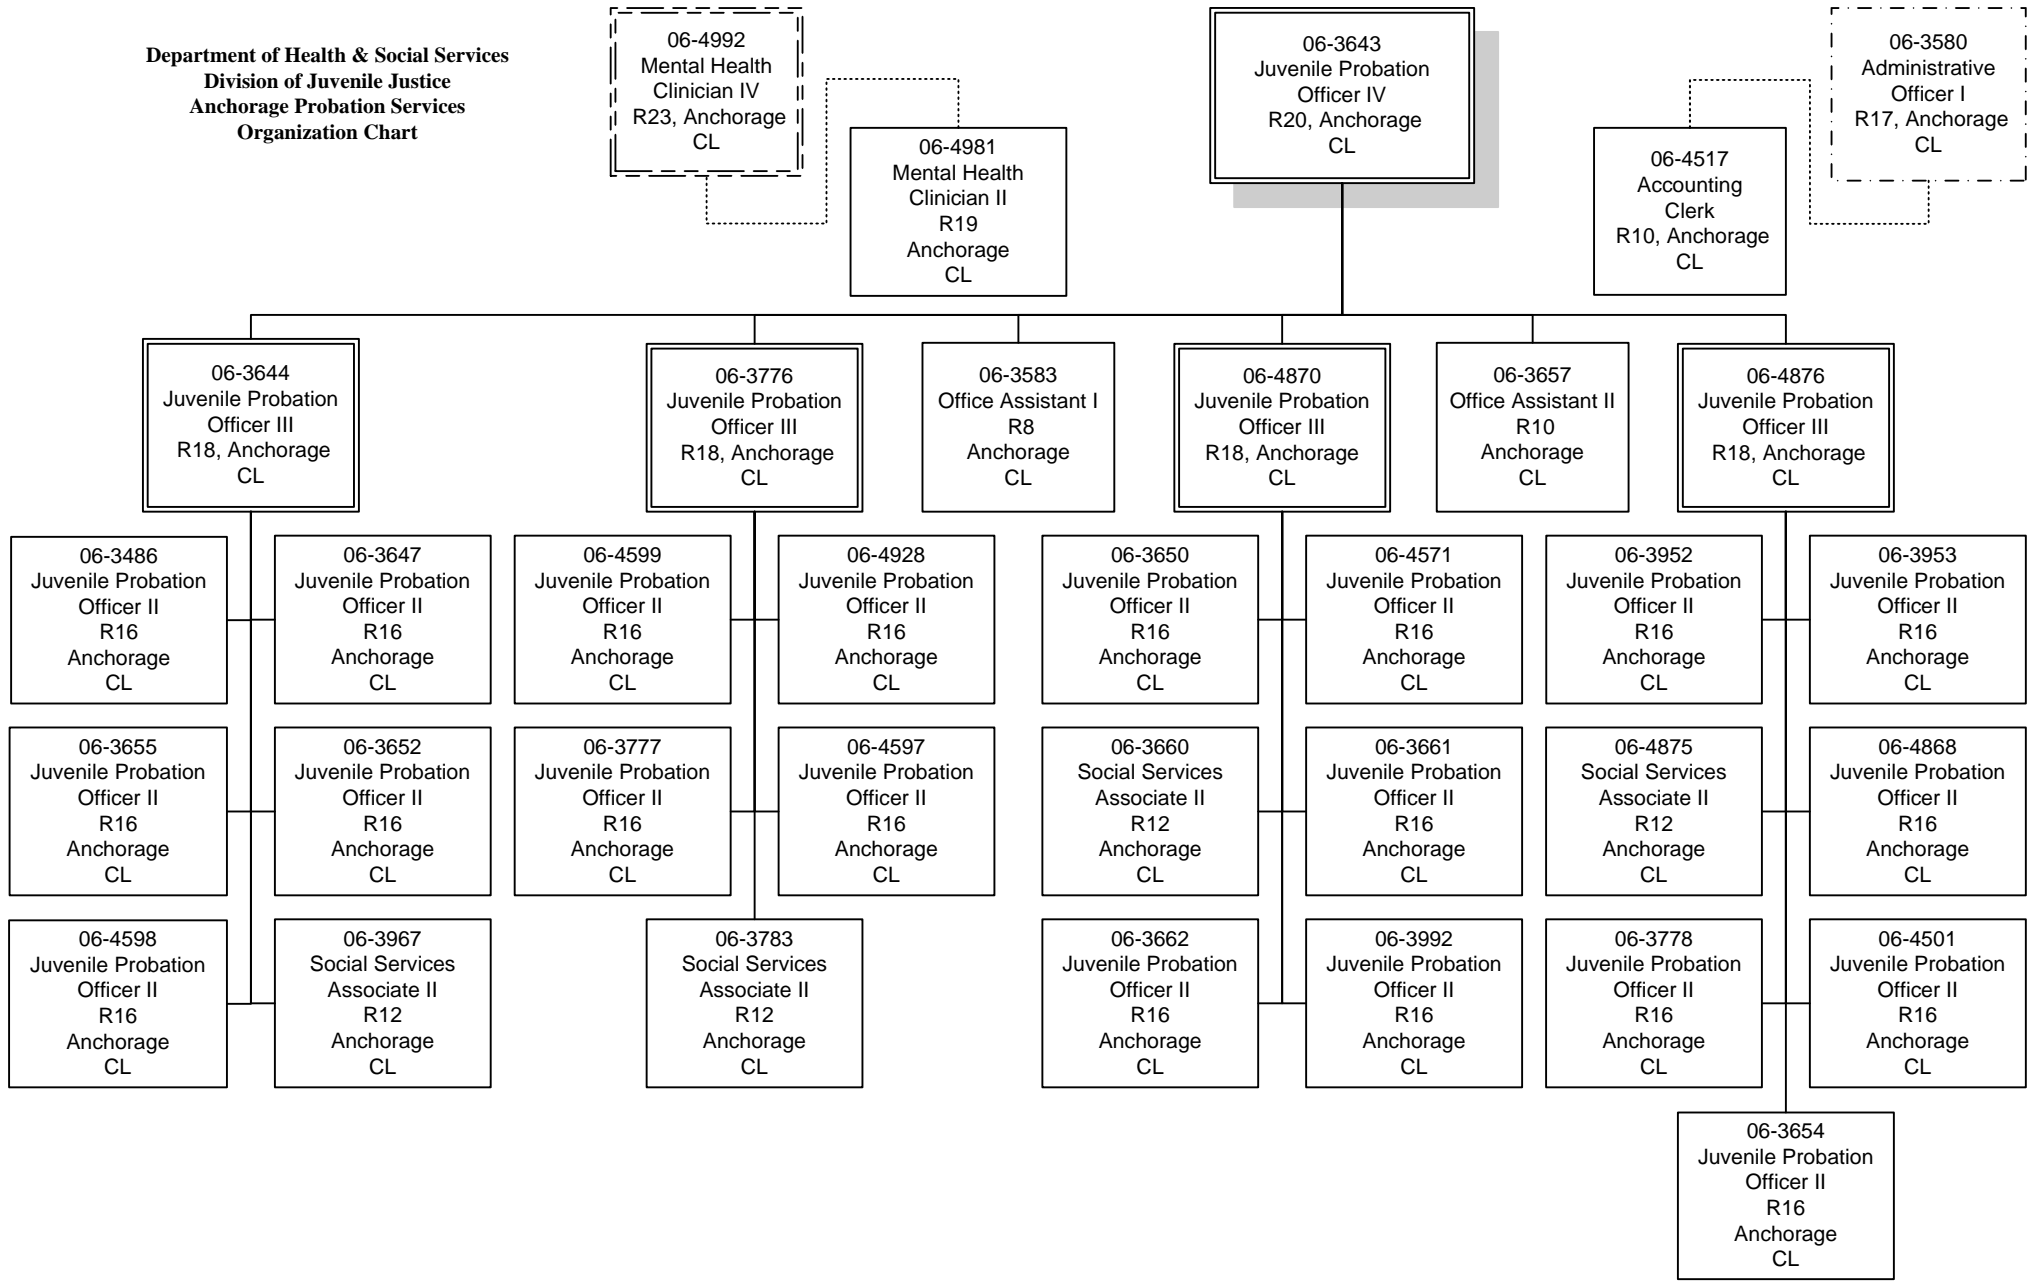 Department of Health & Social Services
Division of Juvenile Justice
Anchorage Probation Services
Organization Chart
06-4992
Mental Health
Clinician IV
R23, Anchorage
CL
06-4981
Mental Health
Clinician II
R19
Anchorage
CL
06-3643
Juvenile Probation
Officer IV
R20, Anchorage
CL
06-4517
Accounting
Clerk
R10, Anchorage
CL
06-3580
Administrative
Officer I
R17, Anchorage
CL
06-3644
Juvenile Probation
Officer III
R18, Anchorage
CL
06-3776
Juvenile Probation
Officer III
R18, Anchorage
CL
06-3583
Office Assistant I
R8
Anchorage
CL
06-4870
Juvenile Probation
Officer III
R18, Anchorage
CL
06-3657
Office Assistant II
R10
Anchorage
CL
06-4876
Juvenile Probation
Officer III
R18, Anchorage
CL
06-3486
Juvenile Probation
Officer II
R16
Anchorage
CL
06-3647
Juvenile Probation
Officer II
R16
Anchorage
CL
06-4599
Juvenile Probation
Officer II
R16
Anchorage
CL
06-4928
Juvenile Probation
Officer II
R16
Anchorage
CL
06-3650
Juvenile Probation
Officer II
R16
Anchorage
CL
06-4571
Juvenile Probation
Officer II
R16
Anchorage
CL
06-3952
Juvenile Probation
Officer II
R16
Anchorage
CL
06-3953
Juvenile Probation
Officer II
R16
Anchorage
CL
06-3655
Juvenile Probation
Officer II
R16
Anchorage
CL
06-3652
Juvenile Probation
Officer II
R16
Anchorage
CL
06-3777
Juvenile Probation
Officer II
R16
Anchorage
CL
06-4597
Juvenile Probation
Officer II
R16
Anchorage
CL
06-3660
Social Services
Associate II
R12
Anchorage
CL
06-3661
Juvenile Probation
Officer II
R16
Anchorage
CL
06-4875
Social Services
Associate II
R12
Anchorage
CL
06-4868
Juvenile Probation
Officer II
R16
Anchorage
CL
06-4598
Juvenile Probation
Officer II
R16
Anchorage
CL
06-3967
Social Services
Associate II
R12
Anchorage
CL
06-3783
Social Services
Associate II
R12
Anchorage
CL
06-3662
Juvenile Probation
Officer II
R16
Anchorage
CL
06-3992
Juvenile Probation
Officer II
R16
Anchorage
CL
06-3778
Juvenile Probation
Officer II
R16
Anchorage
CL
06-4501
Juvenile Probation
Officer II
R16
Anchorage
CL
06-3654
Juvenile Probation
Officer II
R16
Anchorage
CL